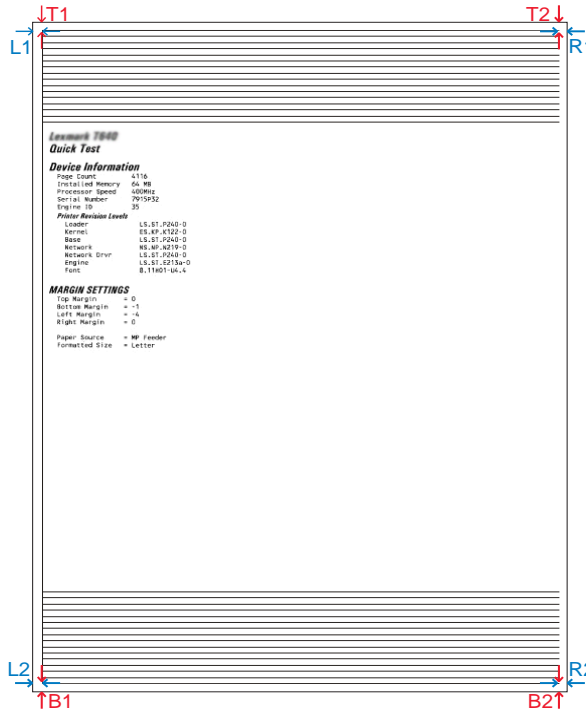 T1 T2
L1 R1
Lexmark T640
Quick Test
Device Information
Page Count 4116
Installed Memory 64 MB
Processor Speed 400MHz
Serial Number 7915P32
Engine ID 35
Printer Revision Levels
Loader LS.ST.P240-0
Kernel ES.KP.K122-0
Base LS.ST.P240-0
Network NS.NP.N219-0
Network Drvr LS.ST.P240-0
Engine LS.ST.E213a-0
Font 8.11H01-U4.4
MARGIN SETTINGS
Top Margin = 0
Bottom Margin = -1
Left Margin = -4
Right Margin = 0
Paper Source = MP Feeder
Formatted Size = Letter
L2 R2
B1 B2